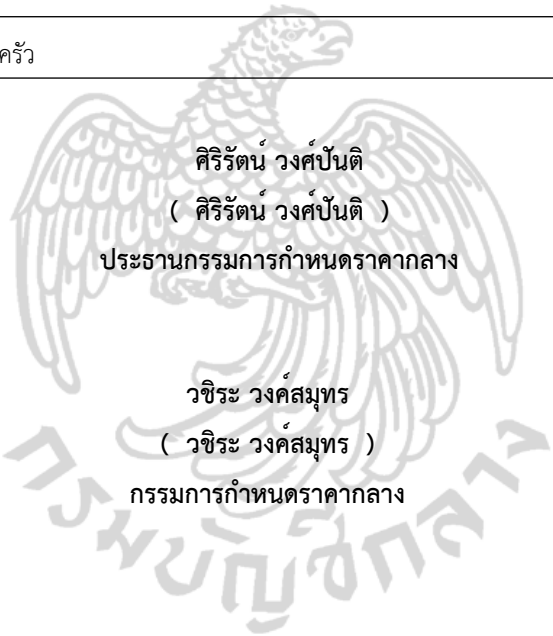 ครัว
ศิริรัตน์ วงศ์ปันติ
( ศิริรัตน์ วงศ์ปันติ )
ประธานกรรมการกำหนดราคากลาง
วชิระ วงค์สมุทร
( วชิระ วงค์สมุทร )
กรรมการกำหนดราคากลาง
กรมบัญชีกลาง